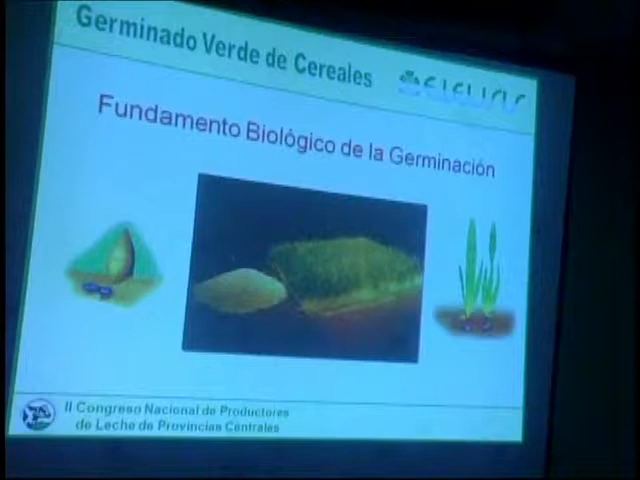 Germinado Verde de Cereales
Fundamento Biológico de la Germinación
II Congreso Nacional de Productores
de Leche de Provincias Centrales